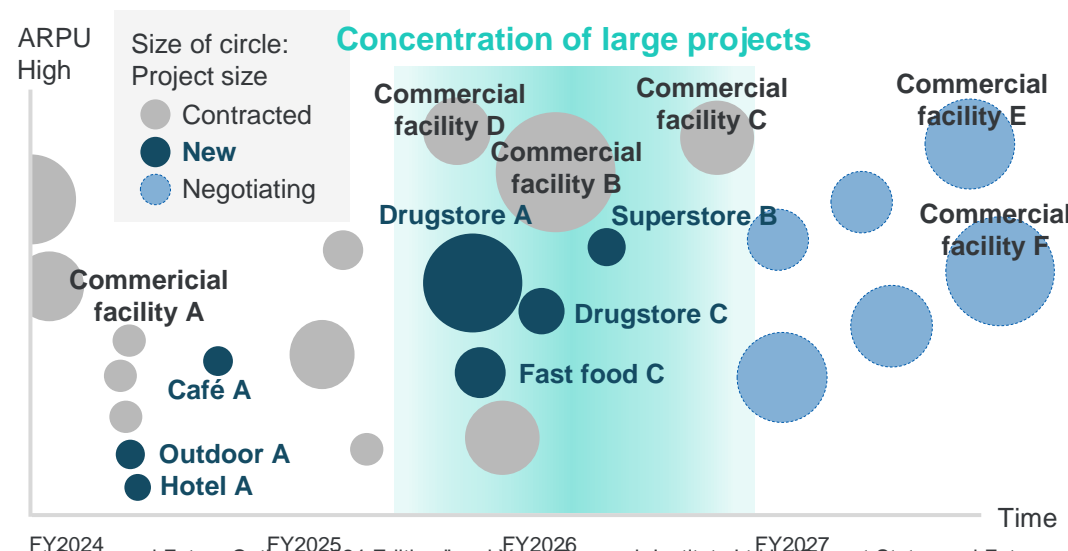 ARPU
High
Size of circle:
Project size
Contracted
New
Negotiating
Concentration of large projects
Commercial
facility D
Commercial
facility B
Commercial
facility C
Commercial
facility E
Commercial
facility F
Drugstore A
Superstore B
Drugstore C
Fast food C
Commericial
facility A
Café A
Outdoor A
Hotel A
Time
FY2024
FY2025
FY2026
FY2027